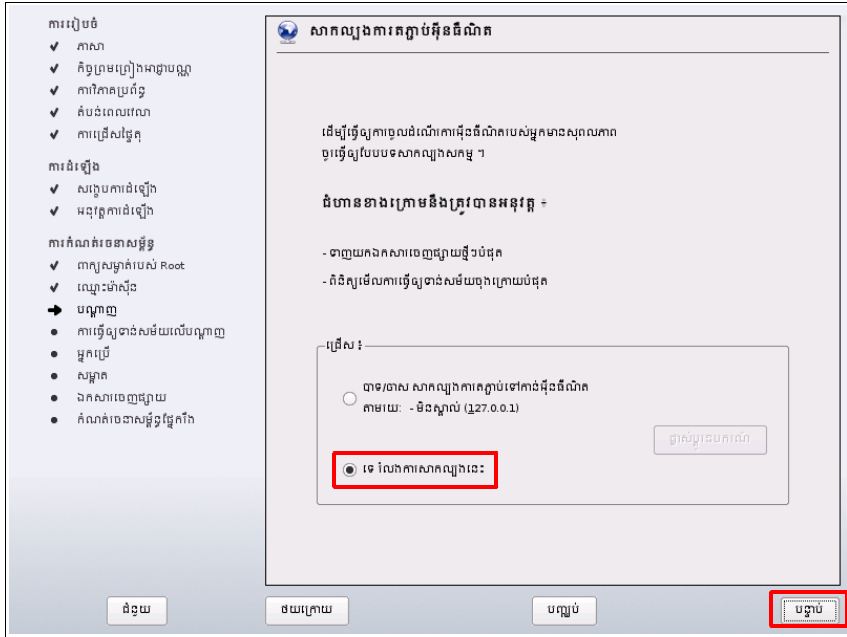 ការរៀបចំ
ភាសា
កិច្ចព្រមព្រៀងអាជ្ញាបណ្ណ
ការវិភាគប្រព័ន្ធ
តំបន់ពេលវេលា
ការជ្រើសផ្ទៃតុ
ការដំឡើង
សង្ខេបការដំឡើង
អនុវត្តការដំឡើង
ការកំណត់រចនាសម្ព័ន្ធ
ពាក្យសម្ងាត់របស់ Root
ឈ្មោះម៉ាស៊ីន
បណ្ដាញ
ការធ្វើឲ្យទាន់សម័យលើបណ្ដាញ
អ្នកប្រើ
សម្អាត
ឯកសារចេញផ្សាយ
កំណត់រចនាសម្ព័ន្ធផ្នែករឹង
សាកល្បងការតភ្ជាប់អ៊ីនធឺណិត
ដើម្បីធ្វើឲ្យការចូលដំណើរការអ៊ីនធឺណិតរបស់អ្នកមានសុពលភាព
ចូរធ្វើឲ្យបែបបទសាកល្បងសកម្ម ។
ជំហានខាងក្រោមនឹងត្រូវបានអនុវត្ត ៖
- ទាញយកឯកសារចេញផ្សាយថ្មីៗបំផុត
- ពិនិត្យមើលការធ្វើឲ្យទាន់សម័យចុងក្រោយបំផុត
ជ្រើស ៖
បាទ/ចាស សាកល្បងការតភ្ជាប់ទៅកាន់អ៊ីនធឺណិត
តាមរយៈ - មិនស្គាល់ (127.0.0.1)
ផ្លាស់ប្ដូរឧបករណ៍
ទេ រំលងការសាកល្បងនេះ
ជំនួយ
ថយក្រោយ
បញ្ឈប់
បន្ទាប់